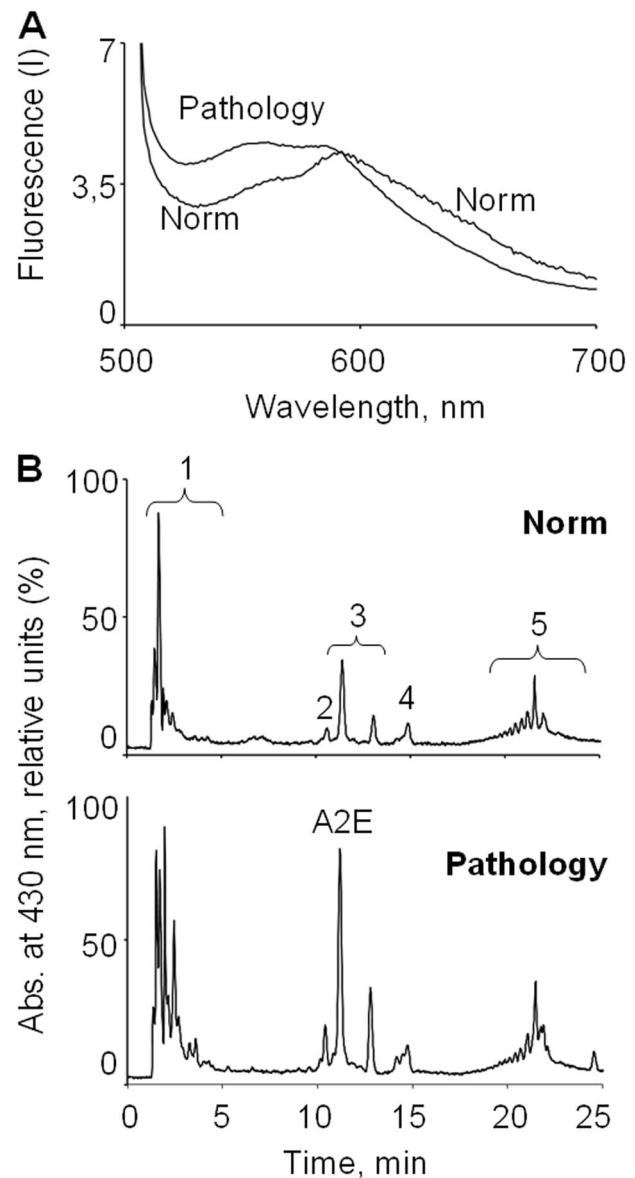 A
Fluorescence (I)
7
3,5
0
Pathology
Norm
Norm
500 600 700
Wavelength, nm
B
Abs. at 430 nm, relative units (%)
100
50
0
1
2
3
4
5
Norm
100
50
0
A2E
Pathology
0 5 10 15 20 25
Time, min